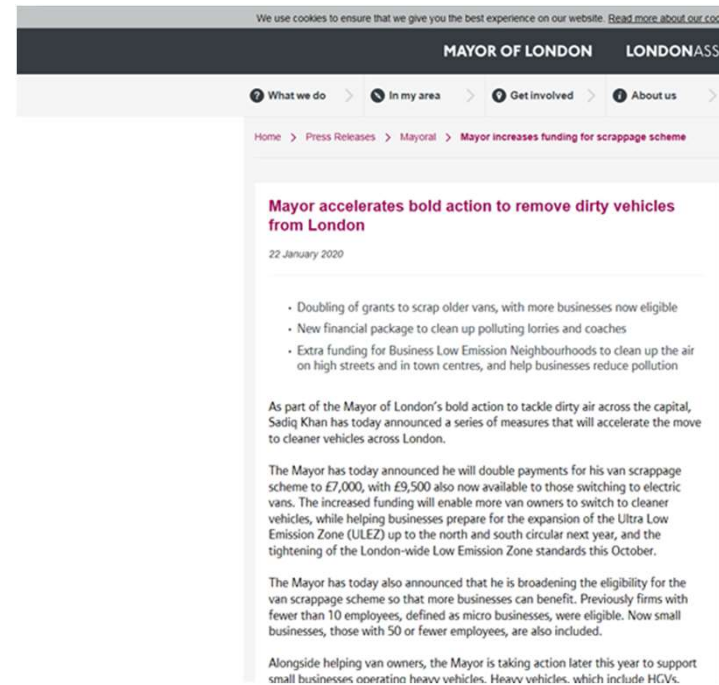 We use cookies to ensure that we give you the best experience on our website. Read more about our
MAYOR OF LONDON LONDONASS
What we do In my area Get involved About us
Home > Press Releases > Mayoral > Mayor increases funding for scrappage scheme
Mayor accelerates bold action to remove dirty vehicles
from London
22 January 2020
• Doubling of grants to scrap older vans, with more businesses now eligible
• New financial package to clean up polluting lorries and coaches
• Extra funding for Business Low Emission Neighbourhoods to clean up the air
on high streets and in town centres, and help businesses reduce pollution
As part of the Mayor of London's bold action to tackle dirty air across the capital,
Sadiq Khan has today announced a series of measures that will accelerate the move
to cleaner vehicles across London.
The Mayor has today announced he will double payments for his van scrappage
scheme to £7,000, with £9,500 also now available to those switching to electric
vans. The increased funding will enable more van owners to switch to cleaner
vehicles, while helping businesses prepare for the expansion of the Ultra Low
Emission Zone (ULEZ) up to the north and south circular next year, and the
tightening of the London-wide Low Emission Zone standards this October.
The Mayor has today also announced that he is broadening the eligibility for the
van scrappage scheme so that more businesses can benefit. Previously firms with
fewer than 10 employees, defined as micro businesses, were eligible. Now small
businesses, those with 50 or fewer employees, are also included.
Alongside helping van owners, the Mayor is taking action later this year to support
small businesses operating heavy vehicles. Heavy vehicles, which include HGVs,